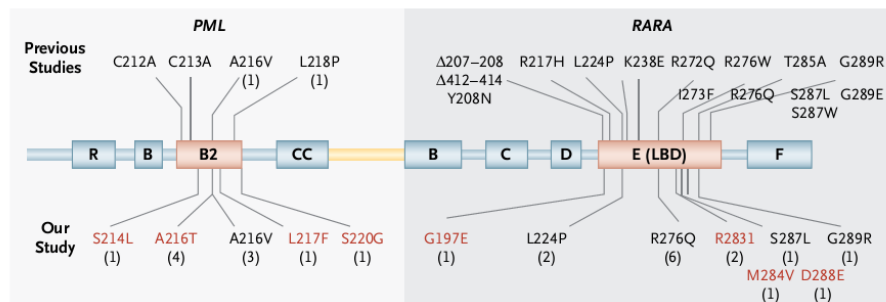 PML RARA
Previous Studies
C212A C213A A216V (1) L218P (1)
Δ207–208 Δ412–414 Y208N R217H L224P K238E R272Q R276W T285A G289R
I273F R276Q S287L S287W G289E
R B B2 CC B C D E (LBD) F
Our Study
S214L (1) A216T (4) A216V (3) L217F (1) S220G (1) G197E (1) L224P (2) R276Q (6) R2831 (2) S287L (1) G289R (1)
M284V (1) D288E (1)